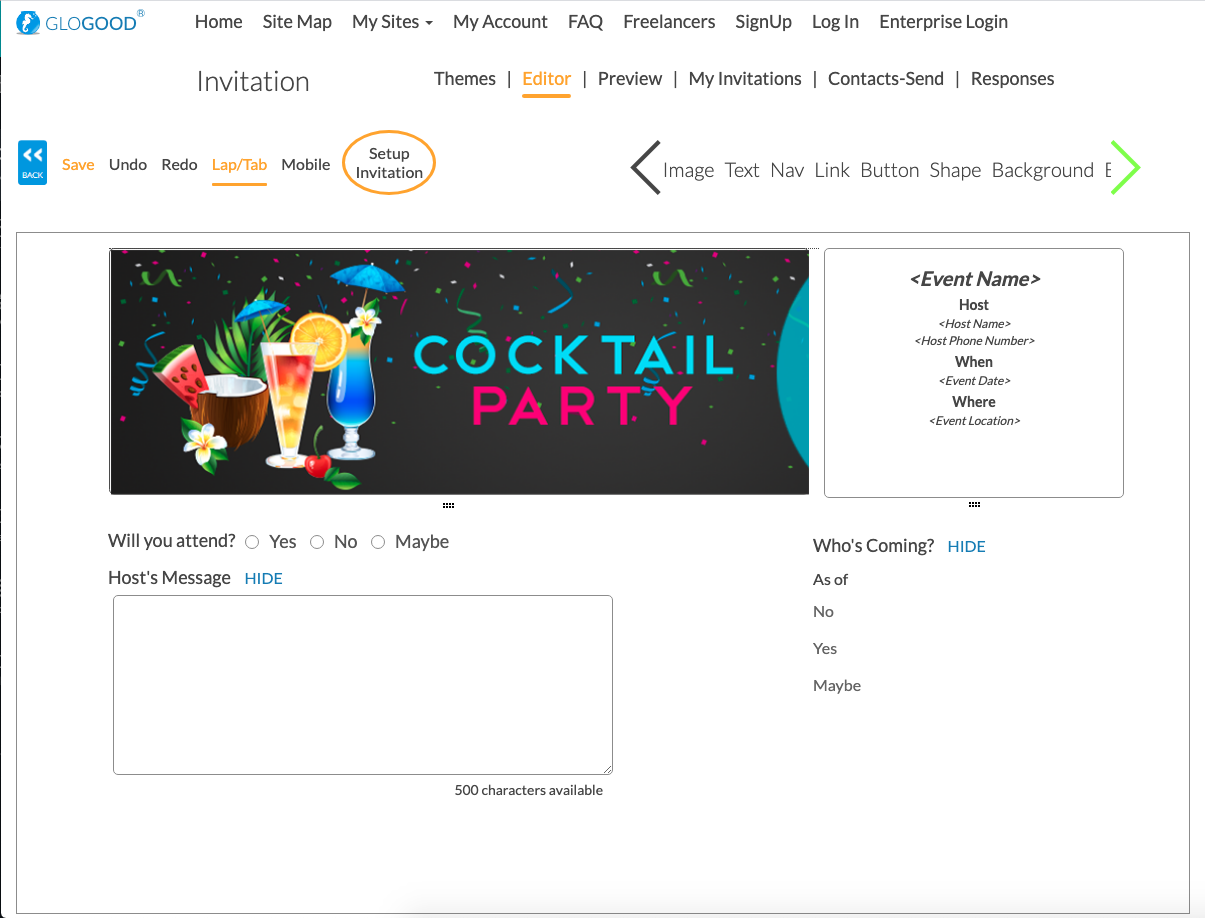 GLOGOOD®
Home Site Map My Sites My Account FAQ Freelancers SignUp Log In Enterprise Login
Invitation
Themes | Editor | Preview | My Invitations | Contacts-Send | Responses
BACK
Save Undo Redo Lap/Tab Mobile
Setup
Invitation
Image Text Nav Link Button Shape Background
COCKTAIL
PARTY
<Event Name>
Host
<Host Name>
<Host Phone Number>
When
<Event Date>
Where
<Event Location>
Will you attend? Yes No Maybe
Host's Message HIDE
500 characters available
Who's Coming? HIDE
As of
No
Yes
Maybe